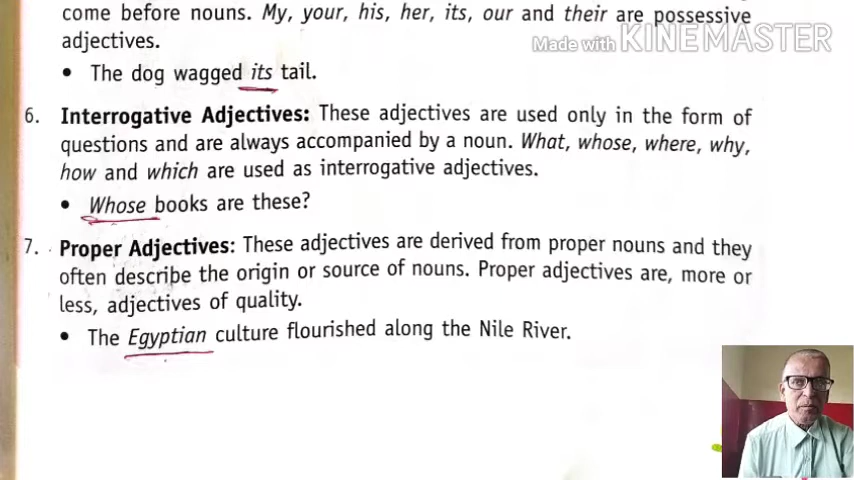 come before nouns. My, your, his, her, its, our and their are possessive
adjectives.
Made with KINEMASTER
• The dog wagged its tail.
6. Interrogative Adjectives: These adjectives are used only in the form of
questions and are always accompanied by a noun. What, whose, where, why,
how and which are used as interrogative adjectives.
• Whose books are these?
7. Proper Adjectives: These adjectives are derived from proper nouns and they
often describe the origin or source of nouns. Proper adjectives are, more or
less, adjectives of quality.
• The Egyptian culture flourished along the Nile River.